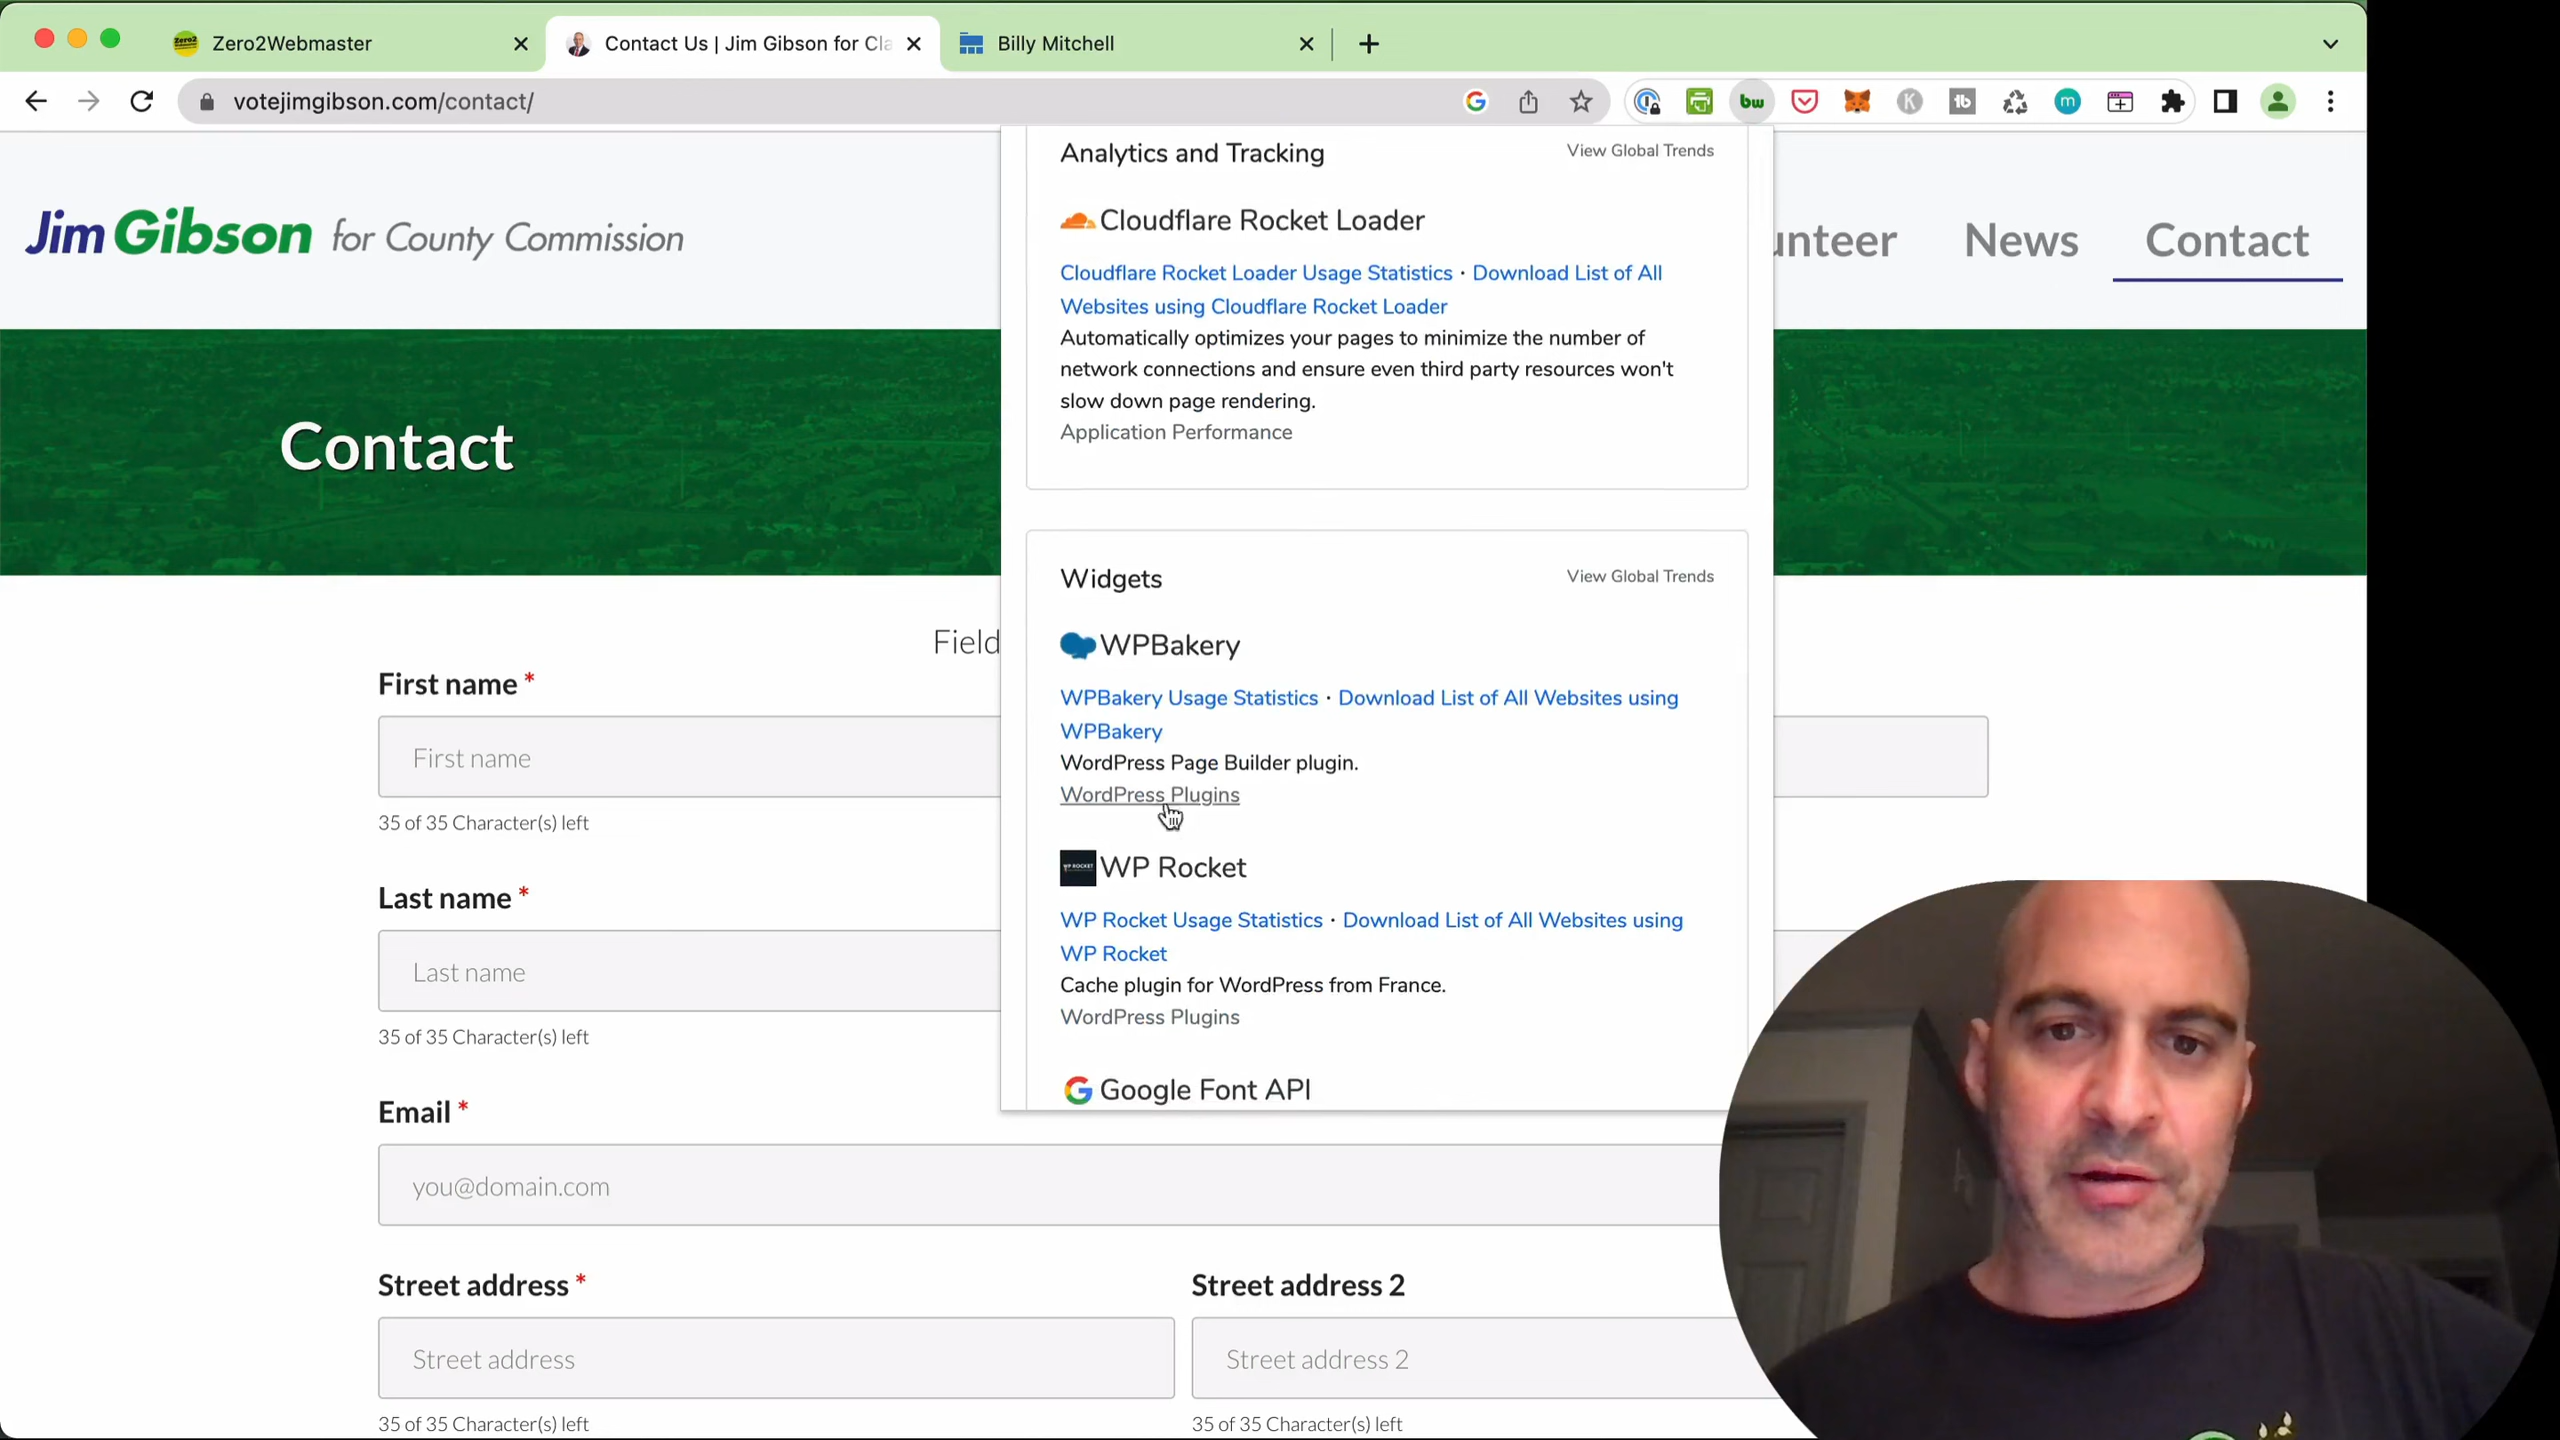 Zero2Webmaster
Contact Us | Jim Gibson for Cla
Billy Mitchell
votejimgibson.com/contact/
bw
K
tb
m
Jim Gibson for County Commission
unteer
News
Contact
Contact
Analytics and Tracking
View Global Trends
Cloudflare Rocket Loader
Cloudflare Rocket Loader Usage Statistics · Download List of All
Websites using Cloudflare Rocket Loader
Automatically optimizes your pages to minimize the number of
network connections and ensure even third party resources won't
slow down page rendering.
Application Performance
Widgets
View Global Trends
WPBakery
WPBakery Usage Statistics · Download List of All Websites using
WPBakery
WordPress Page Builder plugin.
WordPress Plugins
WP ROCKET
WP Rocket
WP Rocket Usage Statistics · Download List of All Websites using
WP Rocket
Cache plugin for WordPress from France.
WordPress Plugins
Google Font API
Field
First name *
First name
35 of 35 Character(s) left
Last name *
Last name
35 of 35 Character(s) left
Email *
you@domain.com
Street address *
Street address
35 of 35 Character(s) left
Street address 2
Street address 2
35 of 35 Character(s) left